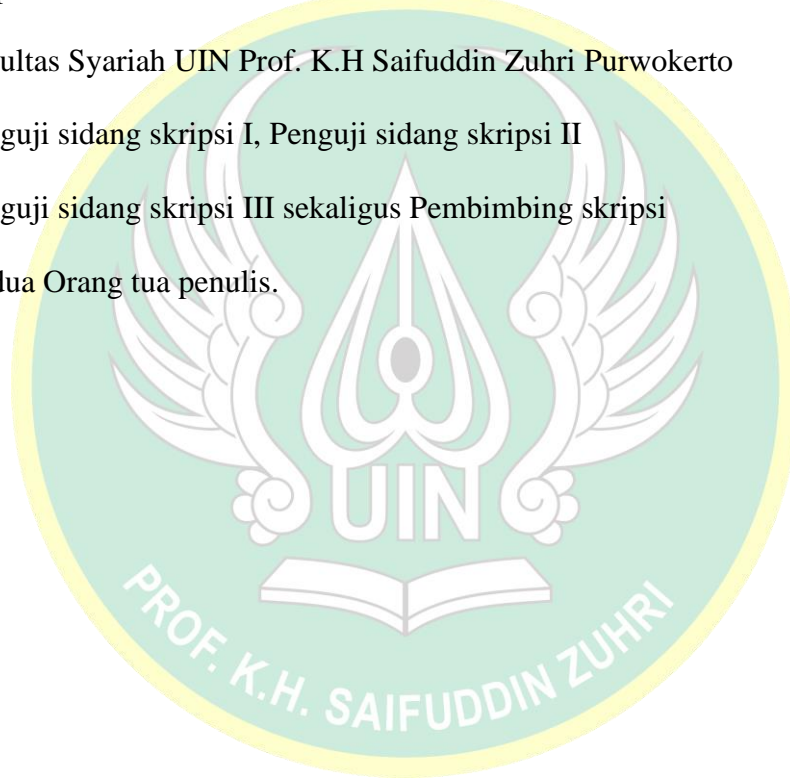 ultas Syariah UIN Prof. K.H Saifuddin Zuhri Purwokerto
guji sidang skripsi I, Penguji sidang skripsi II
guji sidang skripsi III sekaligus Pembimbing skripsi
dua Orang tua penulis.
UIN
PROF. K.H. SAIFUDDIN ZUHRI